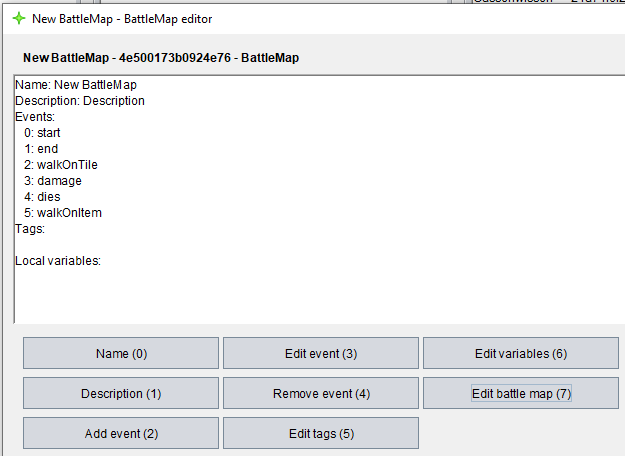 New BattleMap - BattleMap editor
New BattleMap - 4e500173b0924e76 - BattleMap
Name: New BattleMap
Description: Description
Events:
0: start
1: end
2: walkOnTile
3: damage
4: dies
5: walkOnItem
Tags:
Local variables:
Name (0)
Edit event (3)
Edit variables (6)
Description (1)
Remove event (4)
Edit battle map (7)
Add event (2)
Edit tags (5)